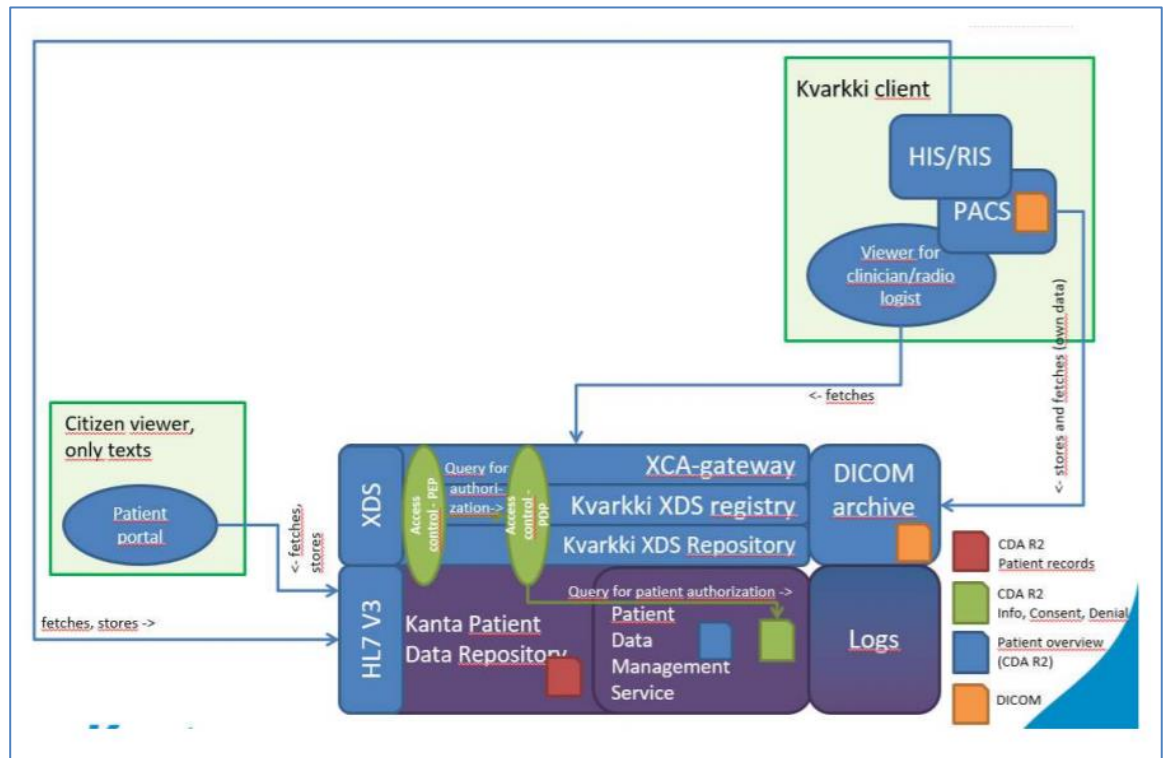 Kvarkki client
HIS/RIS
PACS
Viewer for
clinician/radio
logist
<- stores and fetches (own data)
<- fetches
Citizen viewer,
only texts
Patient
portal
<- fetches,
stores
fetches, stores ->
XDS
Access
control - PEP
Query for
authori-
zation->
Access
control -
PDP
XCA-gateway
Kvarkki XDS registry
Kvarkki XDS Repository
DICOM
archive
HL7 V3
Kanta Patient
Data Repository
Query for patient authorization ->
Patient
Data
Management
Service
Logs
CDA R2
Patient records
CDA R2
Info, Consent, Denial
Patient overview
(CDA R2)
DICOM